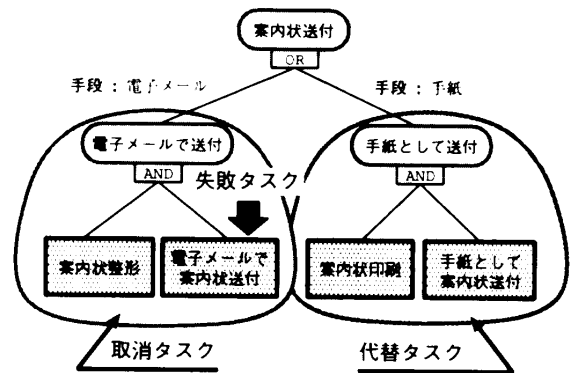 案内状送付
OR
手段：電子メール
手段：手紙
電子メールで送付
手紙として送付
AND
AND
失敗タスク
案内状整形
電子メールで
案内状送付
案内状印刷
手紙として
案内状送付
取消タスク
代替タスク